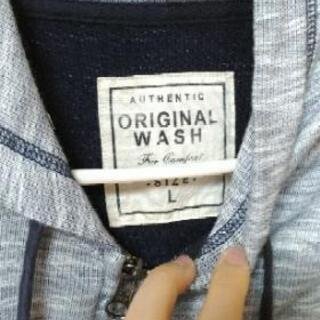 AUTHENTIC
ORIGINAL
WASH
For Comfort
-SIZE-
L